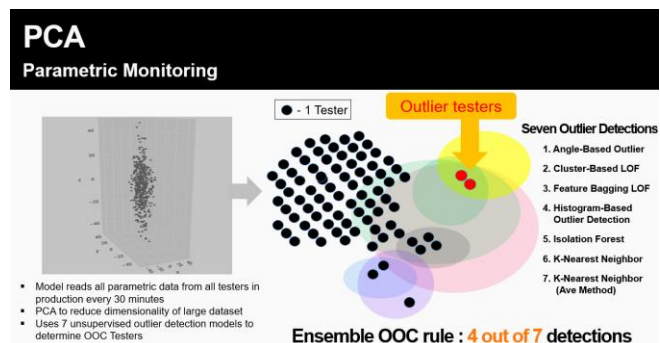 PCA
Parametric Monitoring
● - 1 Tester
Outlier testers
Seven Outlier Detections
1. Angle-Based Outlier
2. Cluster-Based LOF
3. Feature Bagging LOF
4. Histogram-Based
Outlier Detection
5. Isolation Forest
6. K-Nearest Neighbor
7. K-Nearest Neighbor
(Ave Method)
▪ Model reads all parametric data from all testers in
production every 30 minutes
▪ PCA to reduce dimensionality of large dataset
▪ Uses 7 unsupervised outlier detection models to
determine OOC Testers
Ensemble OOC rule : 4 out of 7 detections